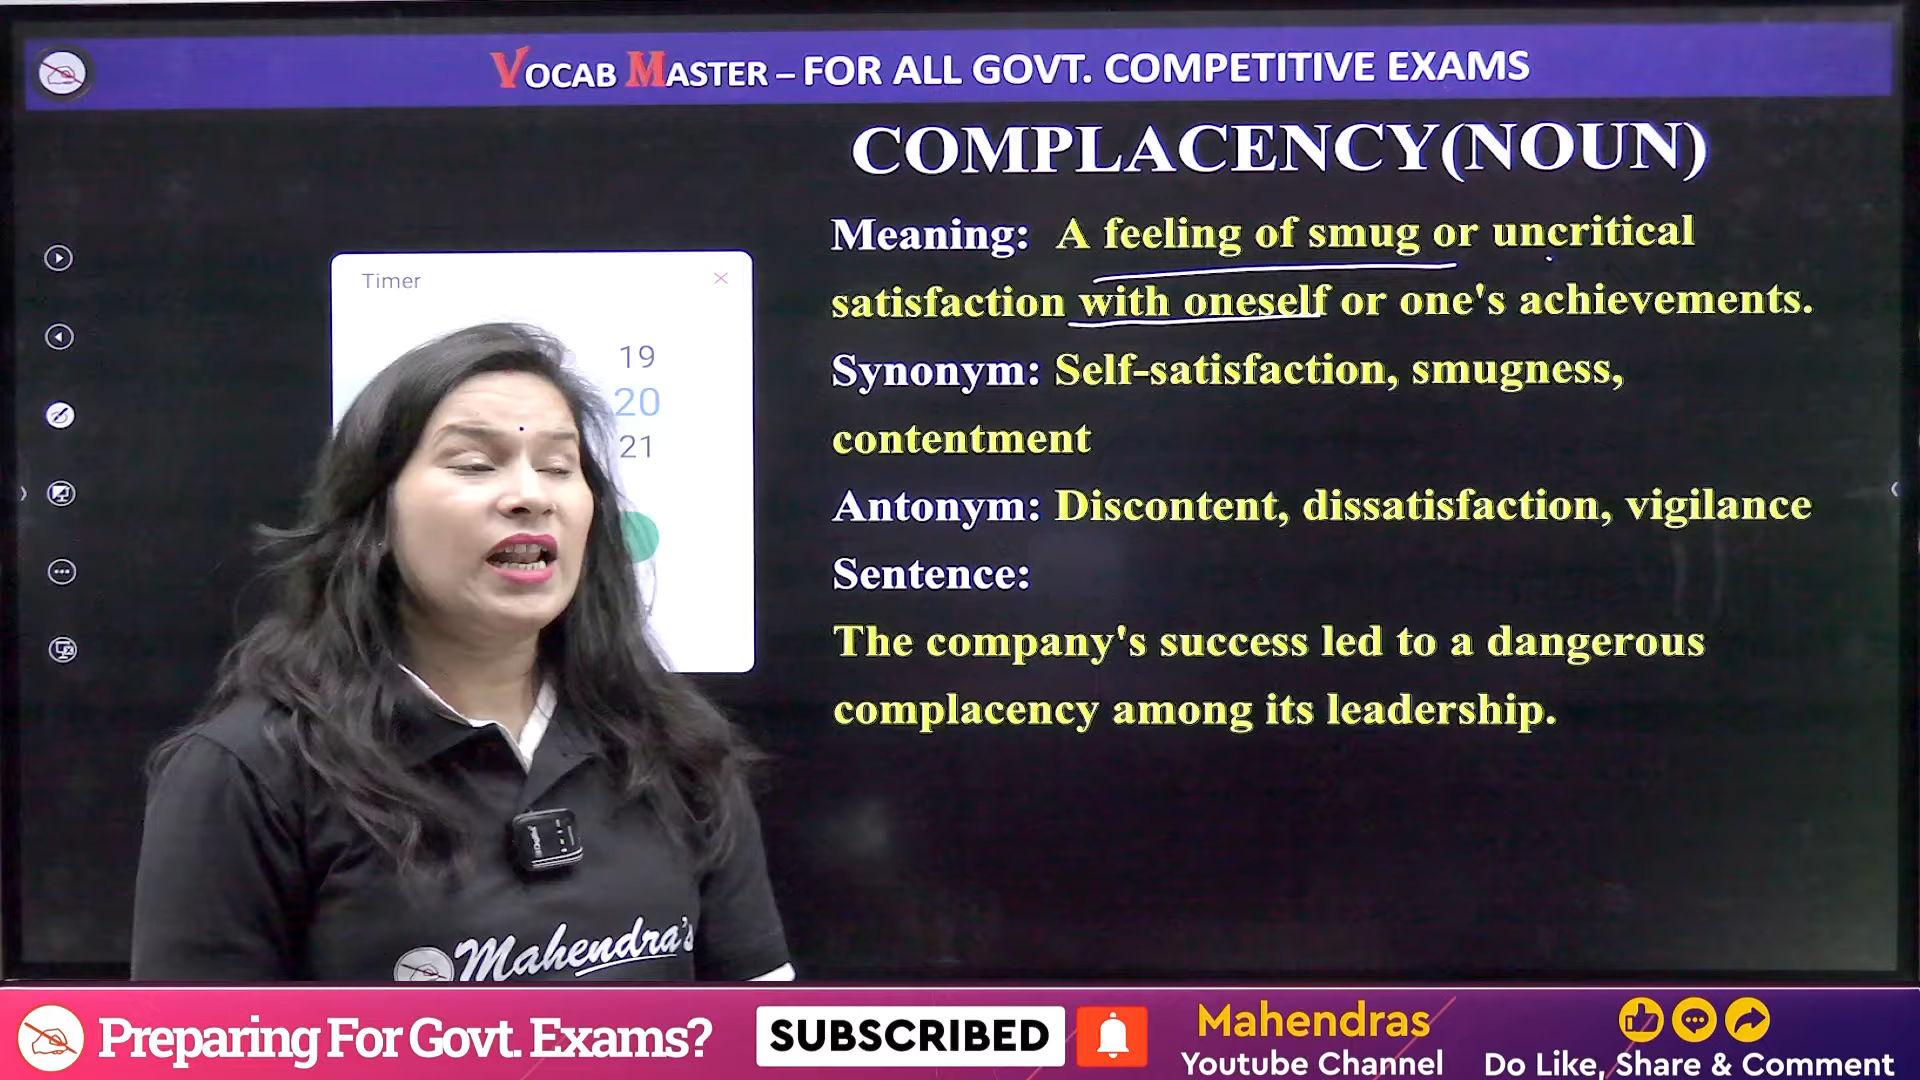 VOCAB MASTER – FOR ALL GOVT. COMPETITIVE EXAMS
COMPLACENCY(NOUN)
Meaning: A feeling of smug or uncritical
satisfaction with oneself or one's achievements.
Synonym: Self-satisfaction, smugness,
contentment
Antonym: Discontent, dissatisfaction, vigilance
Sentence:
The company's success led to a dangerous
complacency among its leadership.
Timer
19
20
21
Mahendra's
Preparing For Govt. Exams?
SUBSCRIBED
Mahendras
Youtube Channel
Do Like, Share & Comment